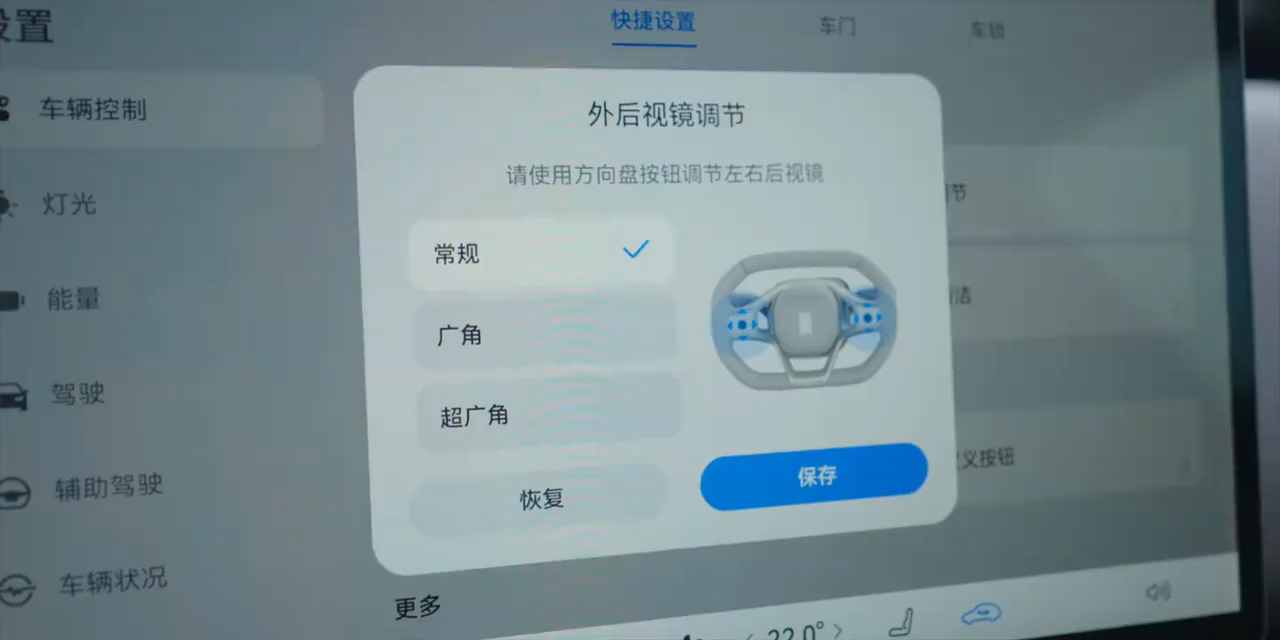 设置
快捷设置
车门
车锁
车辆控制
灯光
能量
驾驶
辅助驾驶
车辆状况
外后视镜调节
请使用方向盘按钮调节左右后视镜
常规
广角
超广角
恢复
保存
节
洁
义按钮
更多
22.0°